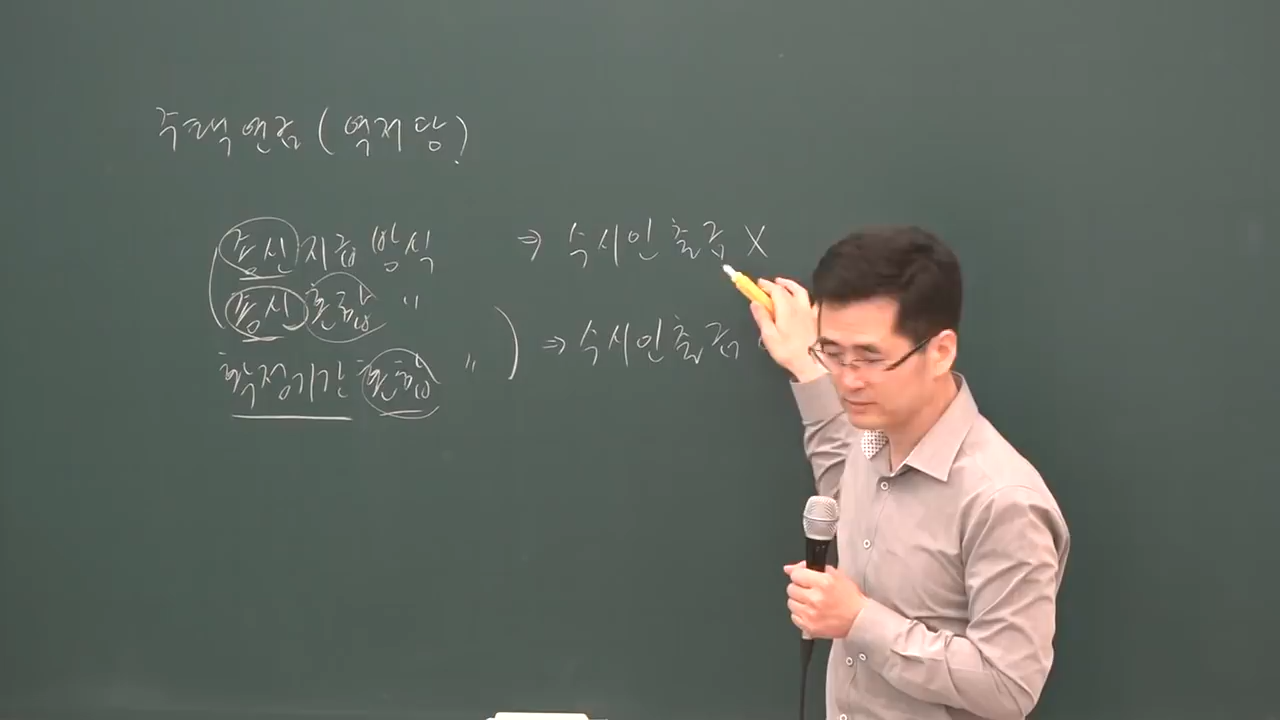 주택연금 (역저당)
종신지급방식 ⇒ 수시인출금 X
종신혼합 〃
확정기간혼합 〃 ) ⇒ 수시인출금